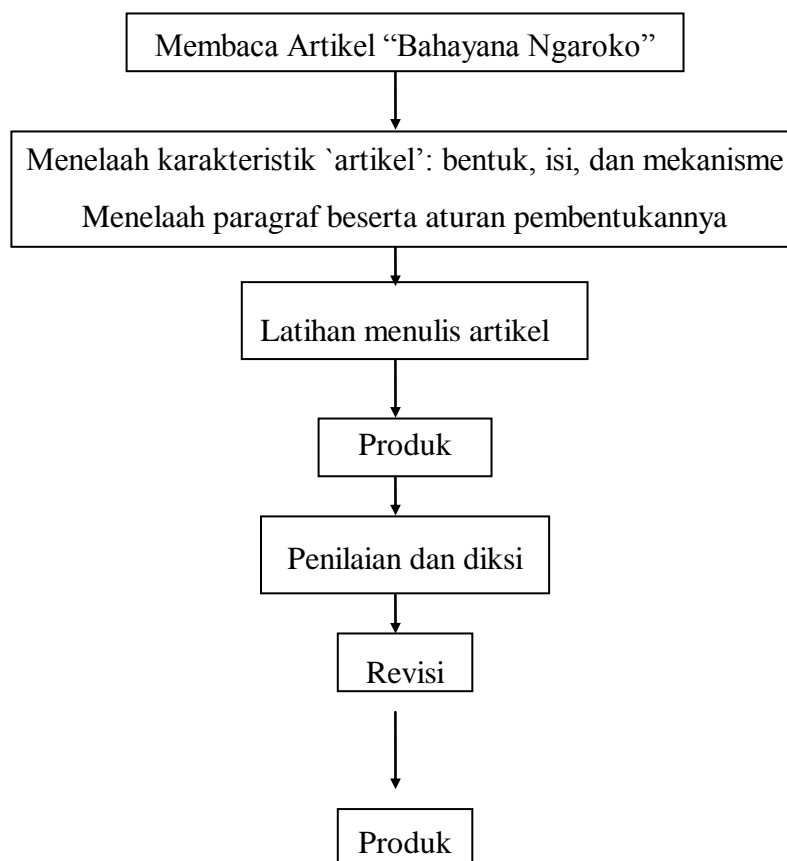 Membaca Artikel “Bahayana Ngaroko”
Menelaah karakteristik `artikel’: bentuk, isi, dan mekanisme
Menelaah paragraf beserta aturan pembentukannya
Latihan menulis artikel
Produk
Penilaian dan diksi
Revisi
Produk